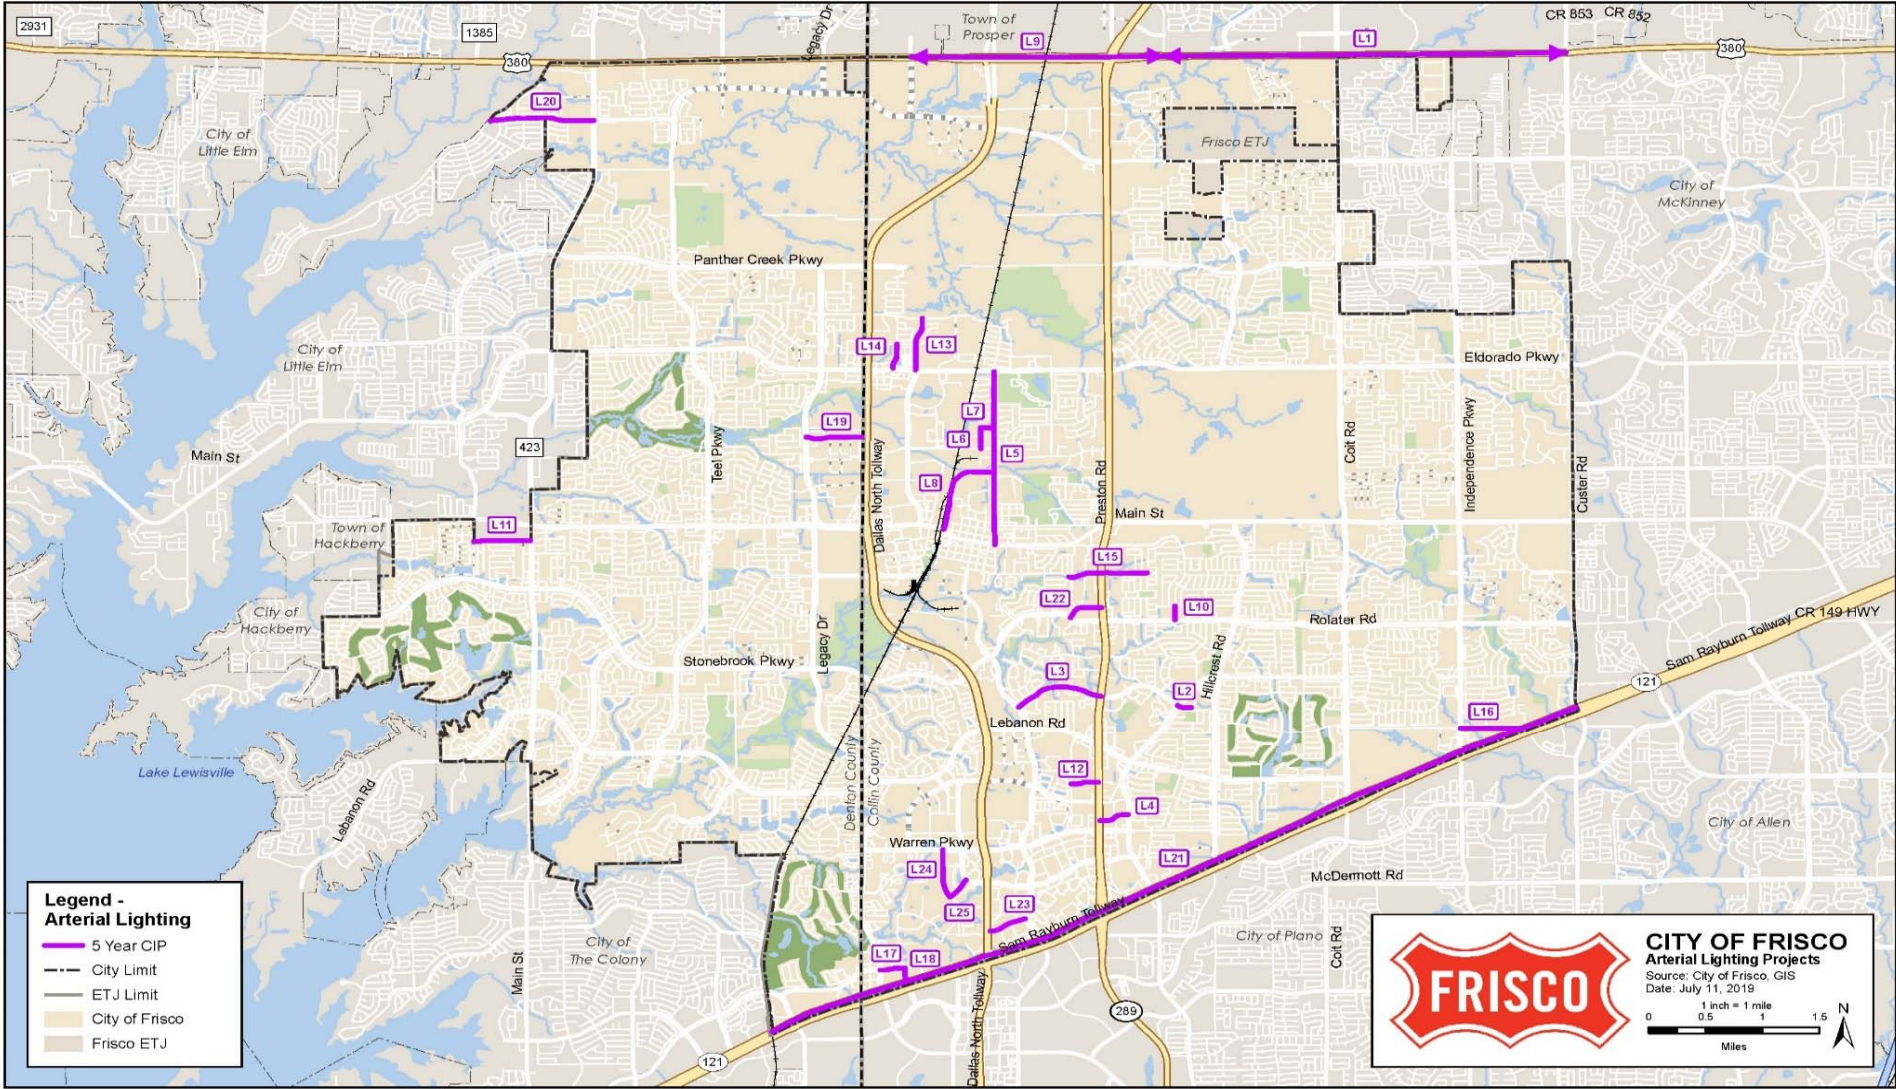 2931
1385
Legacy Dr
Town of
Prosper
CR 853
CR 852
L9
L1
380
380
380
L20
City of
Little Elm
Frisco ETJ
City of
McKinney
Panther Creek Pkwy
L14
L13
City of
Little Elm
Eldorado Pkwy
L7
L19
L6
L5
L8
Main St
423
Teel Pkwy
Dallas North Tollway
Preston Rd
Main St
Coit Rd
Independence Pkwy
Custer Rd
L11
Town of
Hackberry
L15
L22
L10
City of
Hackberry
Rolater Rd
CR 149 HWY
Sam Rayburn Tollway
Stonebrook Pkwy
Legacy Dr
Hillcrest Rd
L3
L2
121
Lebanon Rd
L16
Lake Lewisville
Denton County
Collin County
L12
Lebanon Rd
L4
City of Allen
Warren Pkwy
L24
L21
McDermott Rd
L25
L23
Sam Rayburn Tollway
City of
The Colony
City of Plano
Coit Rd
L17
L18
Main St
Dallas North Tollway
289
121
Legend -
Arterial Lighting
5 Year CIP
City Limit
ETJ Limit
City of Frisco
Frisco ETJ
FRISCO
CITY OF FRISCO
Arterial Lighting Projects
Source: City of Frisco, GIS
Date: July 11, 2019
1 inch = 1 mile
0 0.5 1 1.5
Miles
N